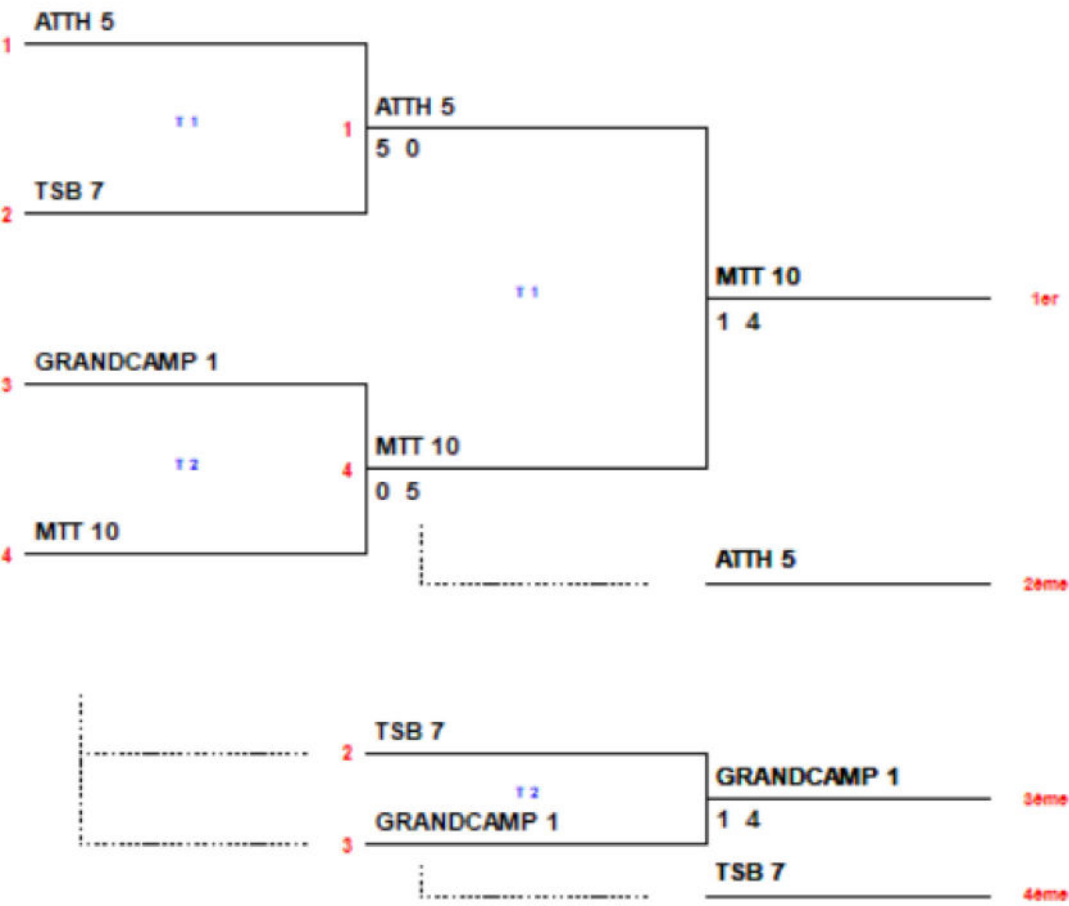 ATTH 5
1
T 1
ATTH 5
1
5 0
TSB 7
2
T 1
MTT 10
1er
1 4
GRANDCAMP 1
3
T 2
MTT 10
4
0 5
MTT 10
4
ATTH 5
2ème
TSB 7
2
T 2
GRANDCAMP 1
3ème
GRANDCAMP 1
3
1 4
TSB 7
4ème